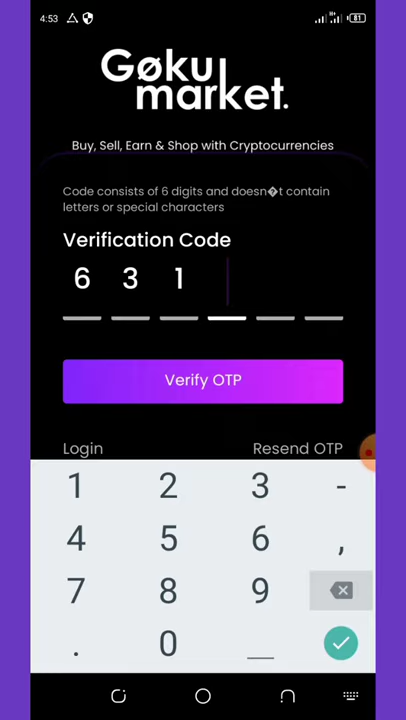 4:53
81
Gøku
market.
Buy, Sell, Earn & Shop with Cryptocurrencies
Code consists of 6 digits and doesn�t contain
letters or special characters
Verification Code
6 3 1
Verify OTP
Login Resend OTP
1 2 3 -
4 5 6 ,
7 8 9
. 0 _